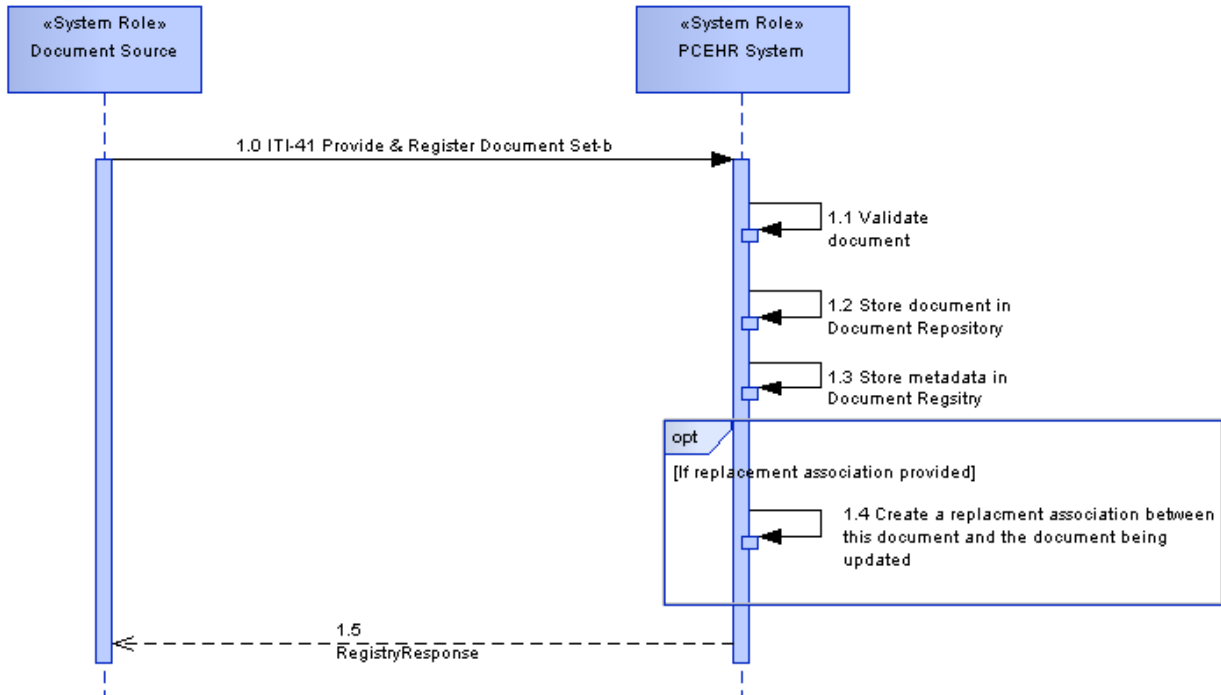 «System Role»
Document Source
«System Role»
PCEHR System
1.0 ITI-41 Provide & Register Document Set-b
1.1 Validate
document
1.2 Store document in
Document Repository
1.3 Store metadata in
Document Regsitry
opt
[If replacement association provided]
1.4 Create a replacment association between
this document and the document being
updated
1.5
RegistryResponse